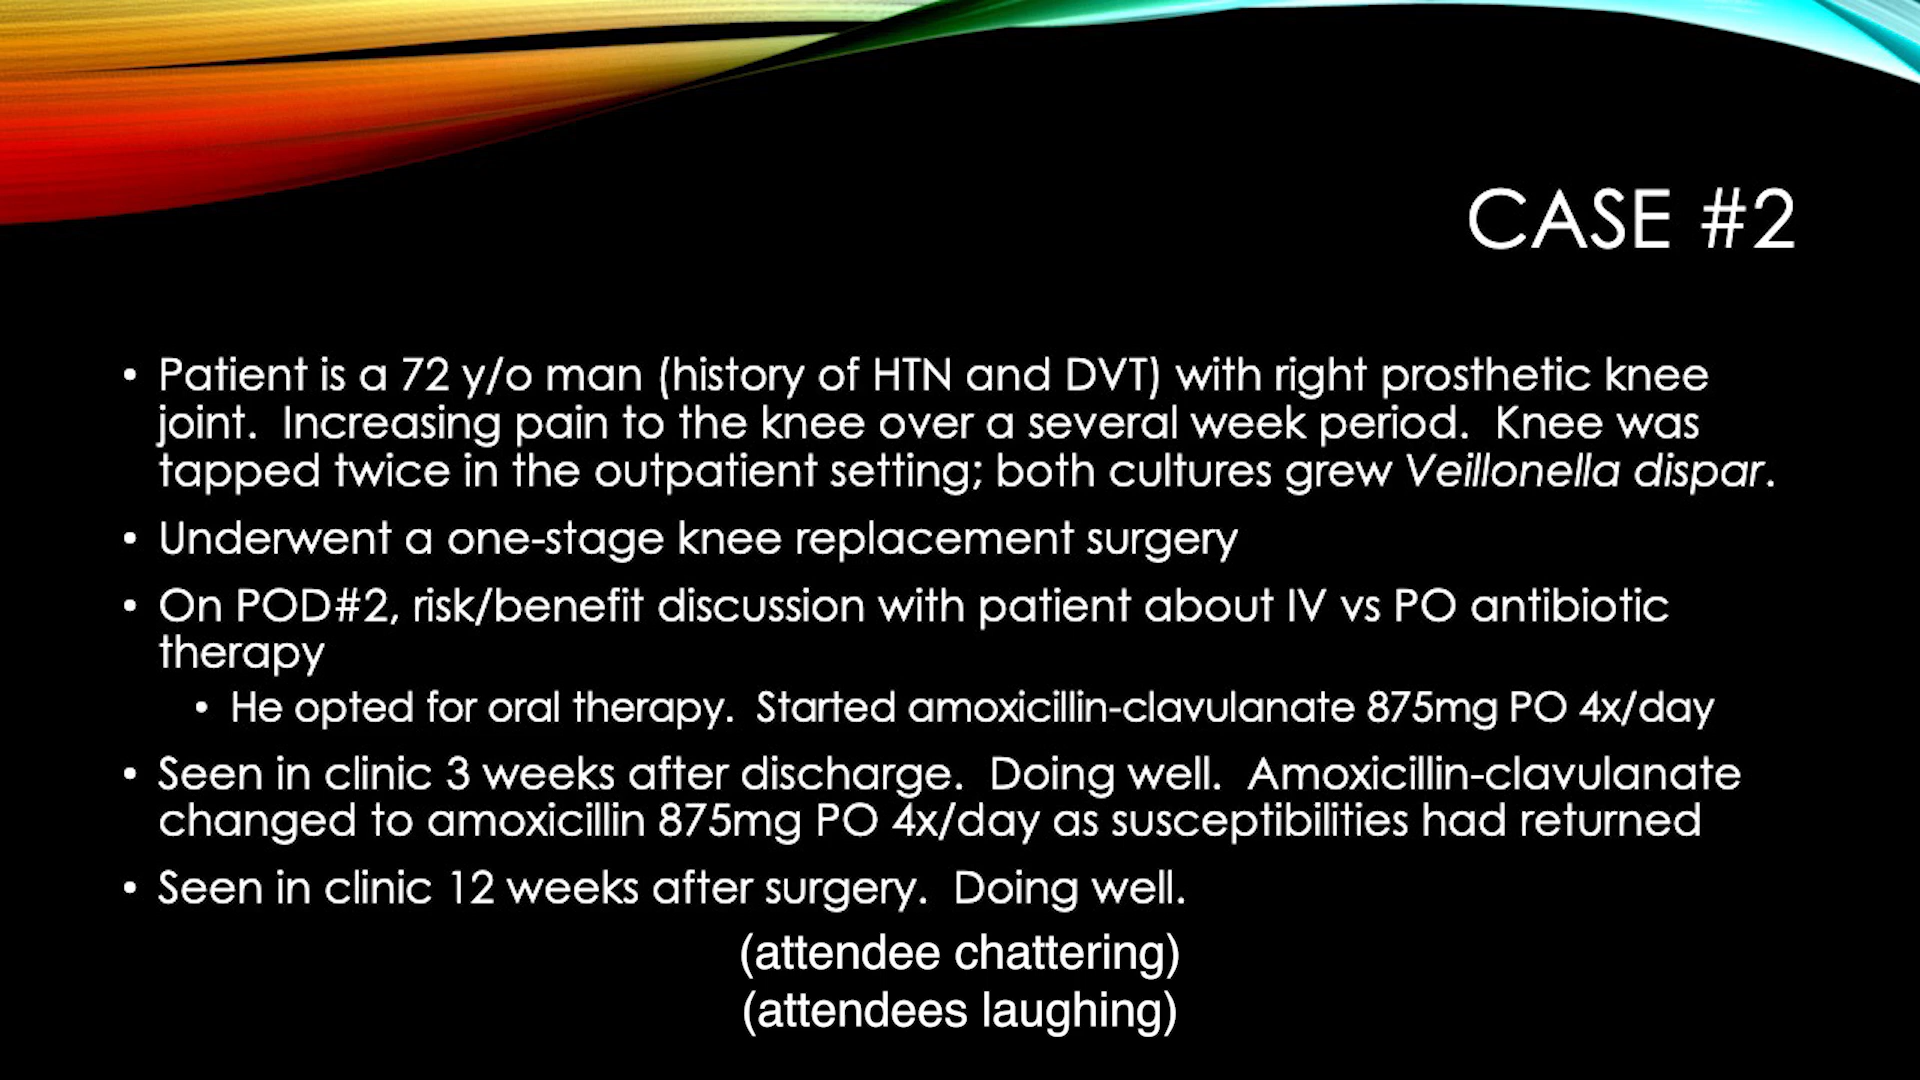 CASE #2
• Patient is a 72 y/o man (history of HTN and DVT) with right prosthetic knee
joint.  Increasing pain to the knee over a several week period.  Knee was
tapped twice in the outpatient setting; both cultures grew Veillonella dispar.
• Underwent a one-stage knee replacement surgery
• On POD#2, risk/benefit discussion with patient about IV vs PO antibiotic
therapy
• He opted for oral therapy.  Started amoxicillin-clavulanate 875mg PO 4x/day
• Seen in clinic 3 weeks after discharge.  Doing well.  Amoxicillin-clavulanate
changed to amoxicillin 875mg PO 4x/day as susceptibilities had returned
• Seen in clinic 12 weeks after surgery.  Doing well.
(attendee chattering)
(attendees laughing)